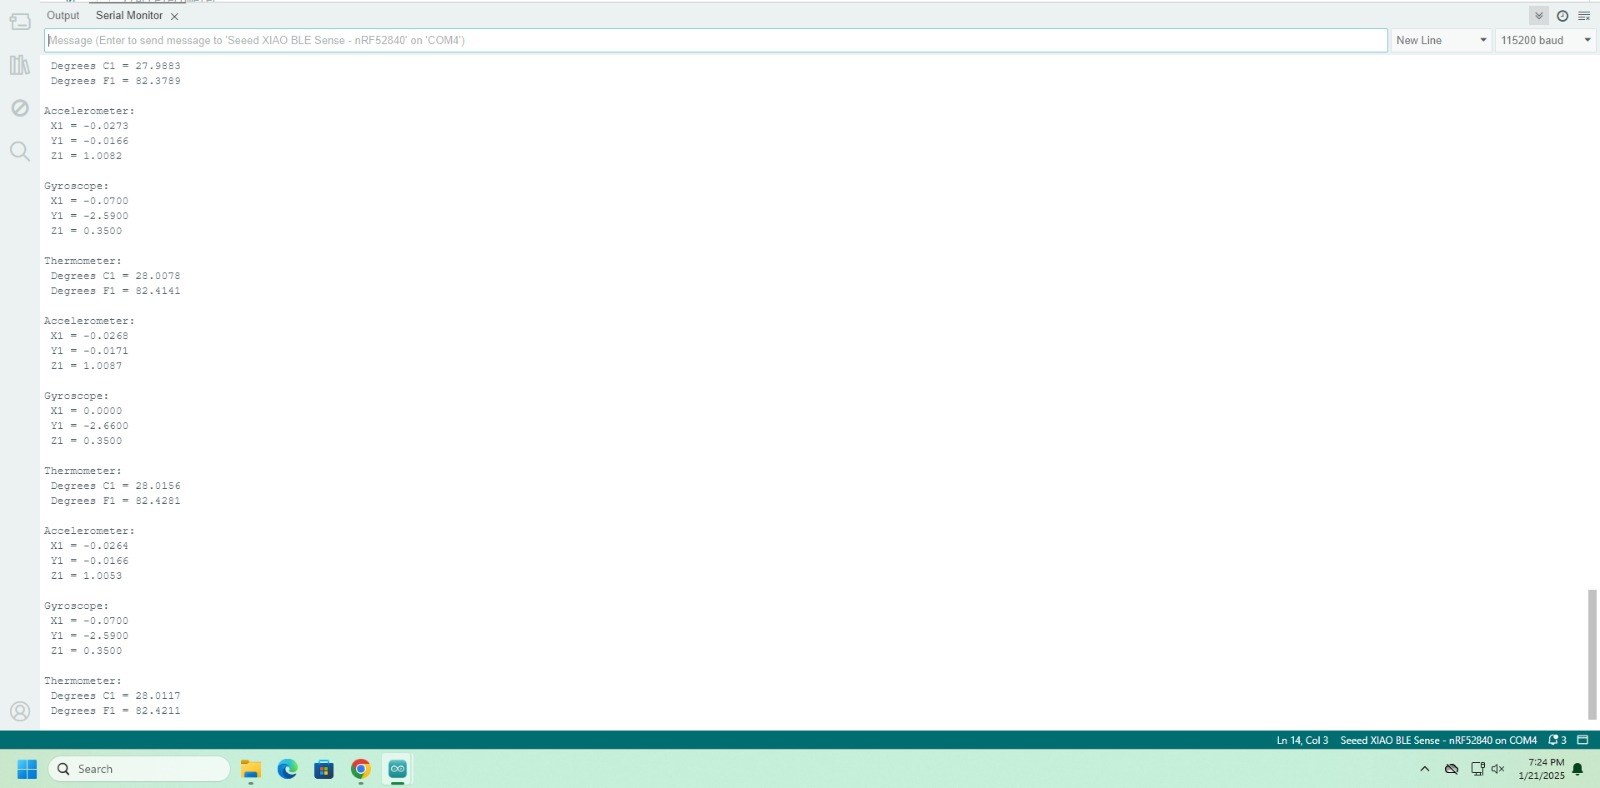 Output Serial Monitor
Message (Enter to send message to 'Seeed XIAO BLE Sense - nRF52840' on 'COM4') New Line 115200 baud
Degrees C1 = 27.9883
Degrees F1 = 82.3789
Accelerometer:
X1 = -0.0273
Y1 = -0.0166
Z1 = 1.0082
Gyroscope:
X1 = -0.0700
Y1 = -2.5900
Z1 = 0.3500
Thermometer:
Degrees C1 = 28.0078
Degrees F1 = 82.4141
Accelerometer:
X1 = -0.0268
Y1 = -0.0171
Z1 = 1.0087
Gyroscope:
X1 = 0.0000
Y1 = -2.6600
Z1 = 0.3500
Thermometer:
Degrees C1 = 28.0156
Degrees F1 = 82.4281
Accelerometer:
X1 = -0.0264
Y1 = -0.0166
Z1 = 1.0053
Gyroscope:
X1 = -0.0700
Y1 = -2.5900
Z1 = 0.3500
Thermometer:
Degrees C1 = 28.0117
Degrees F1 = 82.4211
Ln 14, Col 3 Seeed XIAO BLE Sense - nRF52840 on COM4 3
Search
7:24 PM
1/21/2025